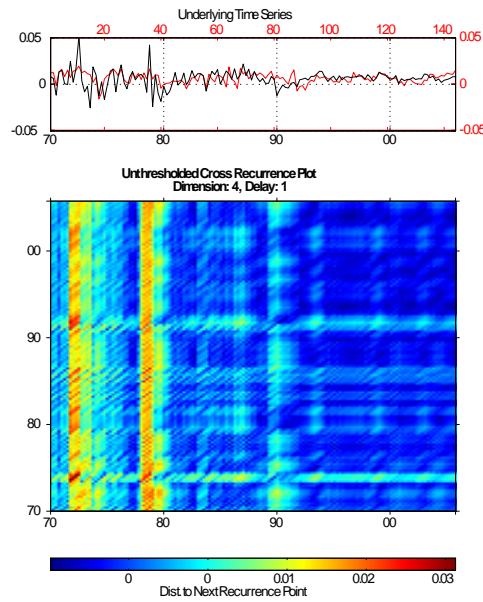 Underlying Time Series
20 40 60 80 100 120 140
0.05 0.05
0 0
-0.05 -0.05
70 80 90 00
Unthresholded Cross Recurrence Plot
Dimension: 4, Delay: 1
00
90
80
70
70 80 90 00
0 0.01 0.02 0.03
Dist. to Next Recurrence Point